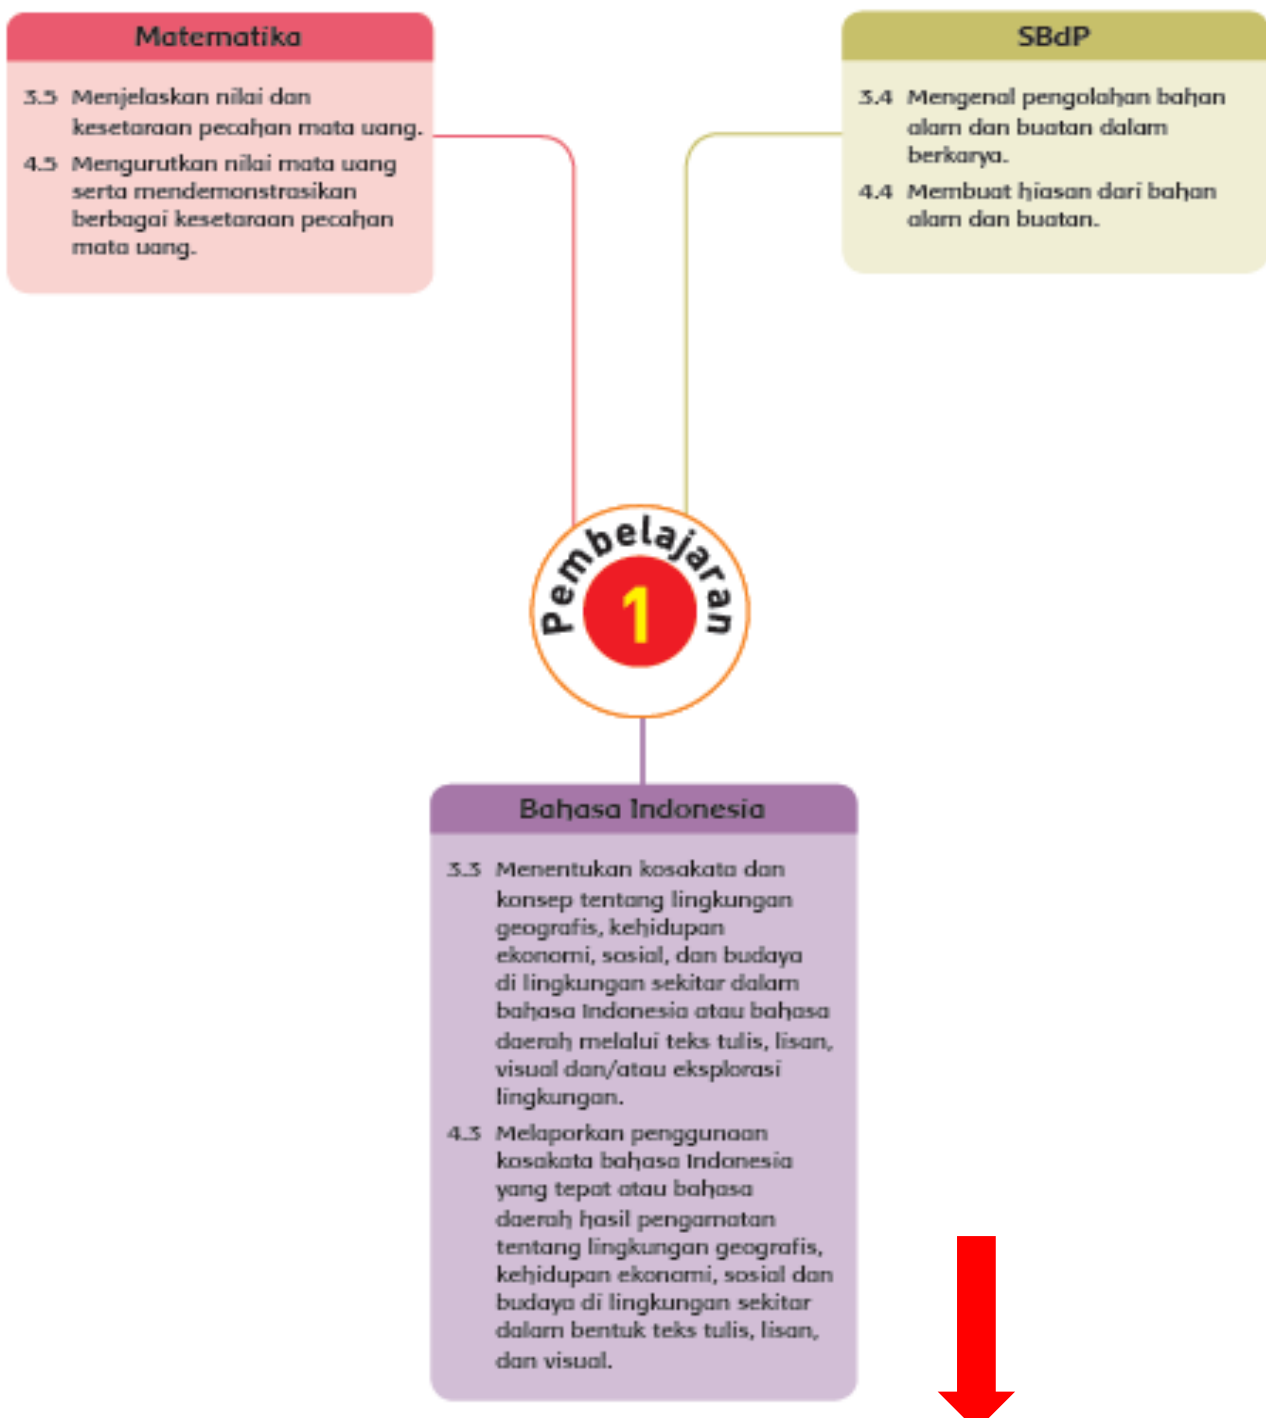 Matematika
3.5 Menjelaskan nilai dan
kesetaraan pecahan mata uang.
4.5 Mengurutkan nilai mata uang
serta mendemonstrasikan
berbagai kesetaraan pecahan
mata uang.
SBdP
3.4 Mengenal pengolahan bahan
alam dan buatan dalam
berkarya.
4.4 Membuat hiasan dari bahan
alam dan buatan.
Pembelajaran
1
Bahasa Indonesia
3.3 Menentukan kosakata dan
konsep tentang lingkungan
geografis, kehidupan
ekonomi, sosial, dan budaya
di lingkungan sekitar dalam
bahasa Indonesia atau bahasa
daerah melalui teks tulis, lisan,
visual dan/atau eksplorasi
lingkungan.
4.3 Melaporkan penggunaan
kosakata bahasa Indonesia
yang tepat atau bahasa
daerah hasil pengamatan
tentang lingkungan geografis,
kehidupan ekonomi, sosial dan
budaya di lingkungan sekitar
dalam bentuk teks tulis, lisan,
dan visual.